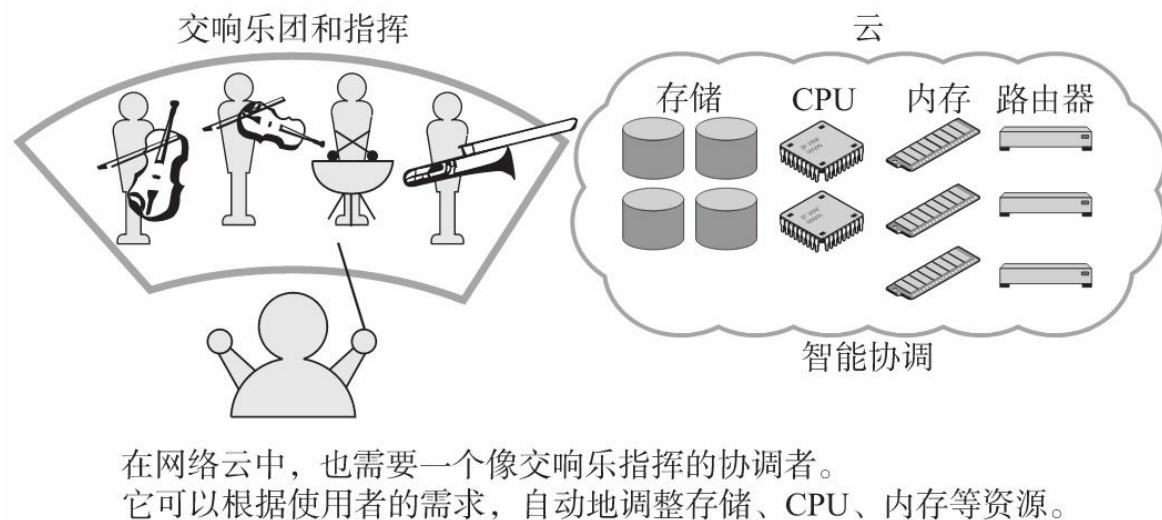 交响乐团和指挥
云
存储 CPU 内存 路由器
智能协调
在网络云中，也需要一个像交响乐指挥的协调者。
它可以根据使用者的需求，自动地调整存储、CPU、内存等资源。